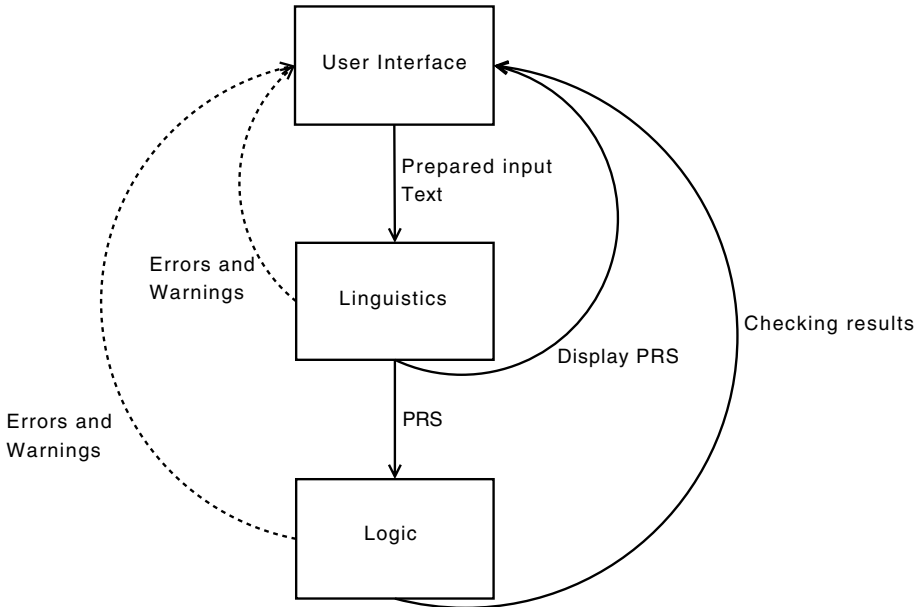 User Interface
Prepared input
Text
Errors and
Warnings
Linguistics
Checking results
Display PRS
Errors and
Warnings
PRS
Logic